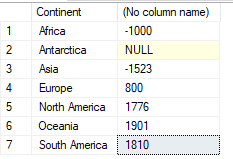 Continent (No column name)
1 Africa -1000
2 Antarctica NULL
3 Asia -1523
4 Europe 800
5 North America 1776
6 Oceania 1901
7 South America 1810